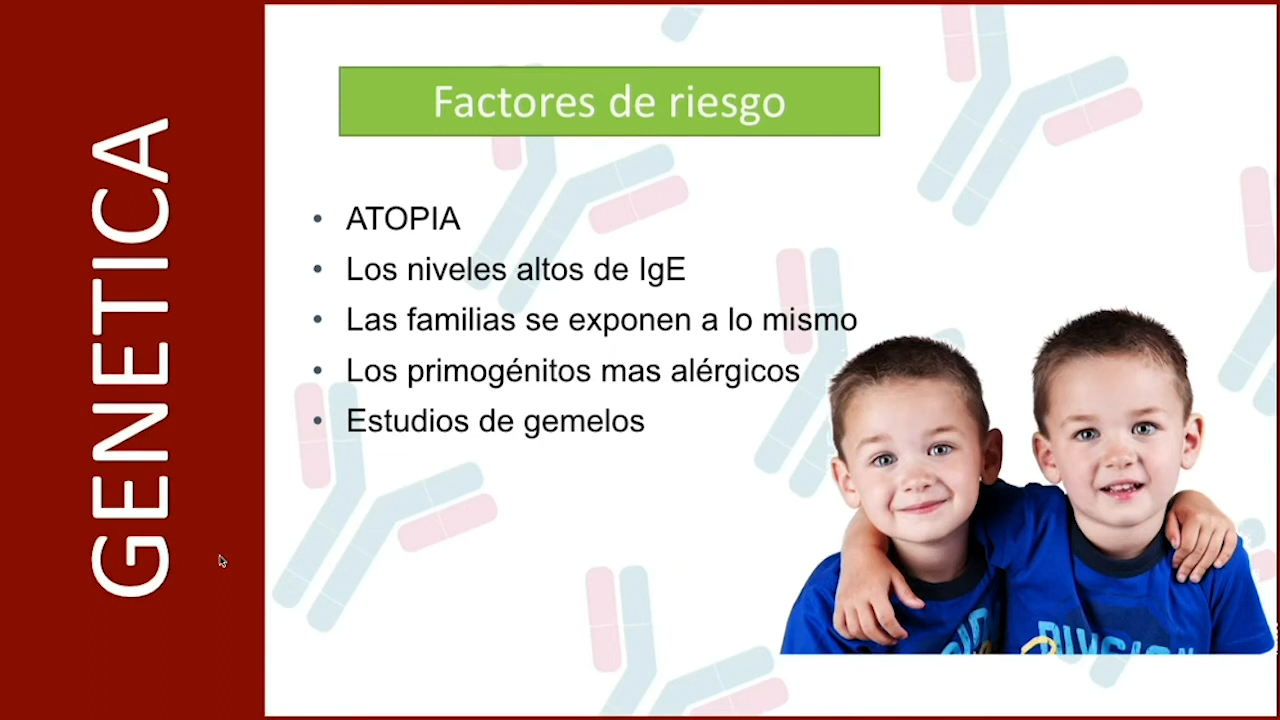 GENETICA
Factores de riesgo
• ATOPIA
• Los niveles altos de IgE
• Las familias se exponen a lo mismo
• Los primogénitos mas alérgicos
• Estudios de gemelos